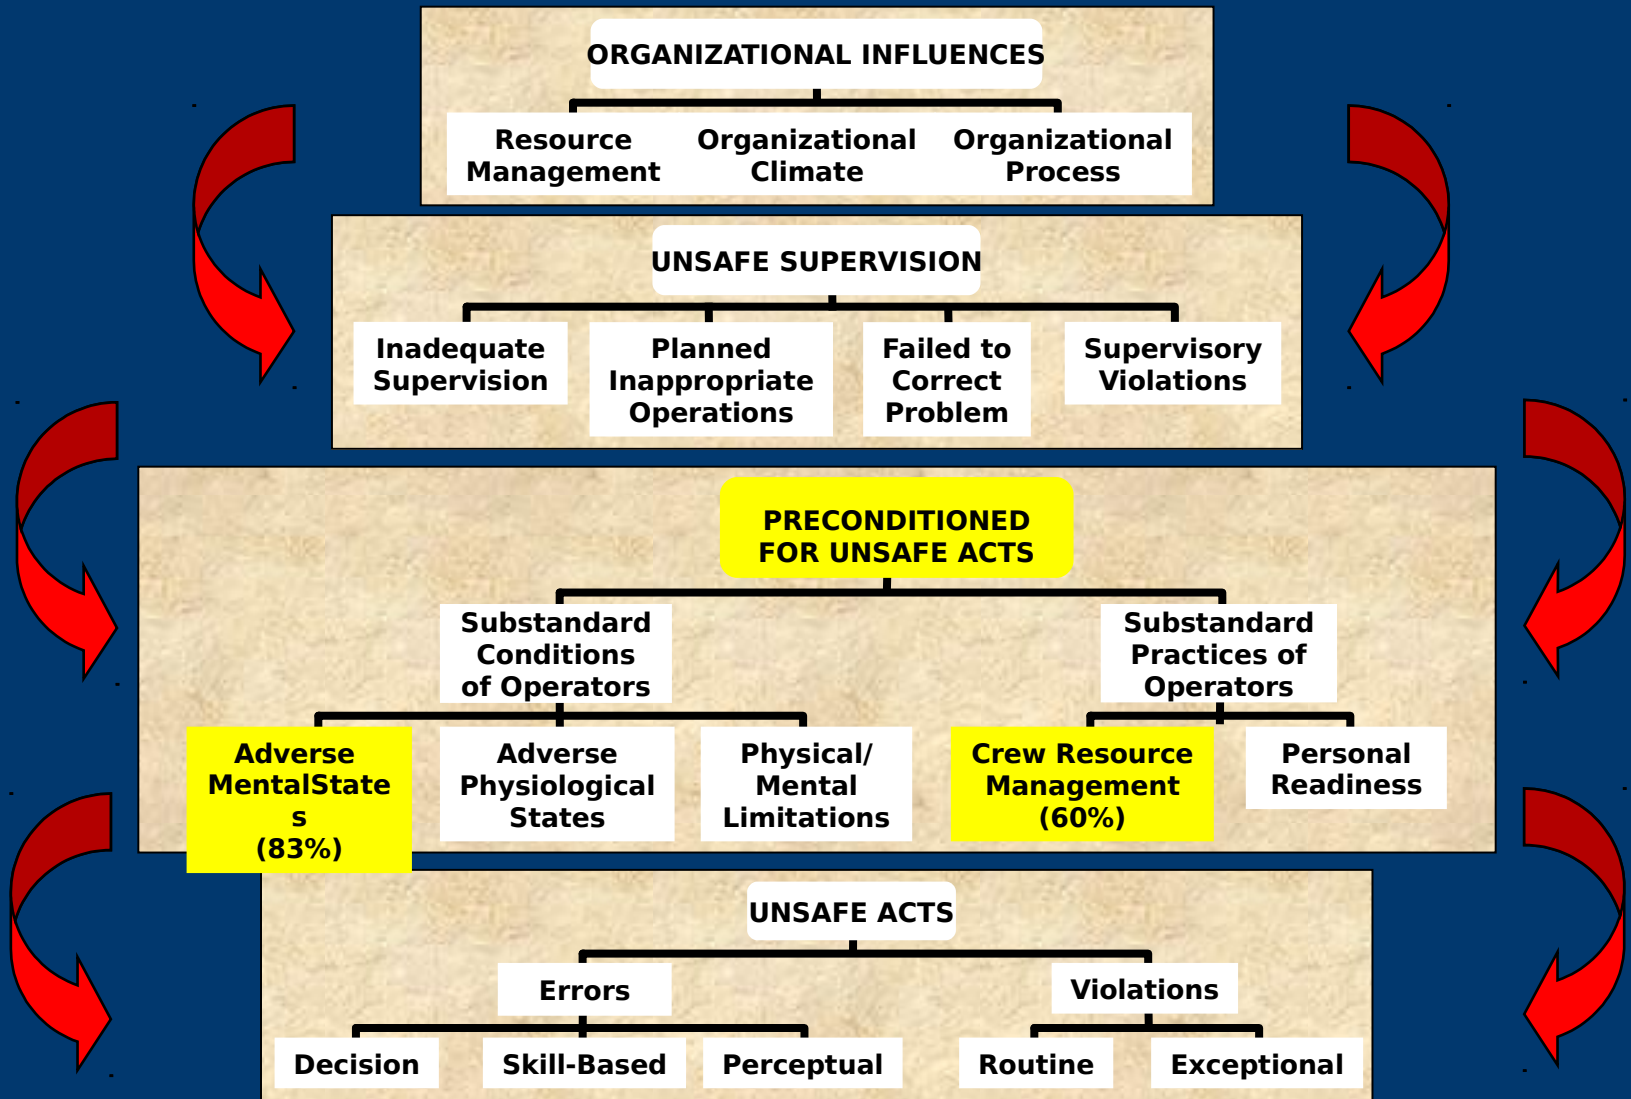 ORGANIZATIONAL INFLUENCES
Resource
Management
Organizational
Climate
Organizational
Process
UNSAFE SUPERVISION
Inadequate
Supervision
Planned
Inappropriate
Operations
Failed to
Correct
Problem
Supervisory
Violations
PRECONDITIONED
FOR UNSAFE ACTS
Substandard
Conditions
of Operators
Substandard
Practices of
Operators
Adverse
MentalState
s
(83%)
Adverse
Physiological
States
Physical/
Mental
Limitations
Crew Resource
Management
(60%)
Personal
Readiness
UNSAFE ACTS
Errors
Violations
Decision
Skill-Based
Perceptual
Routine
Exceptional